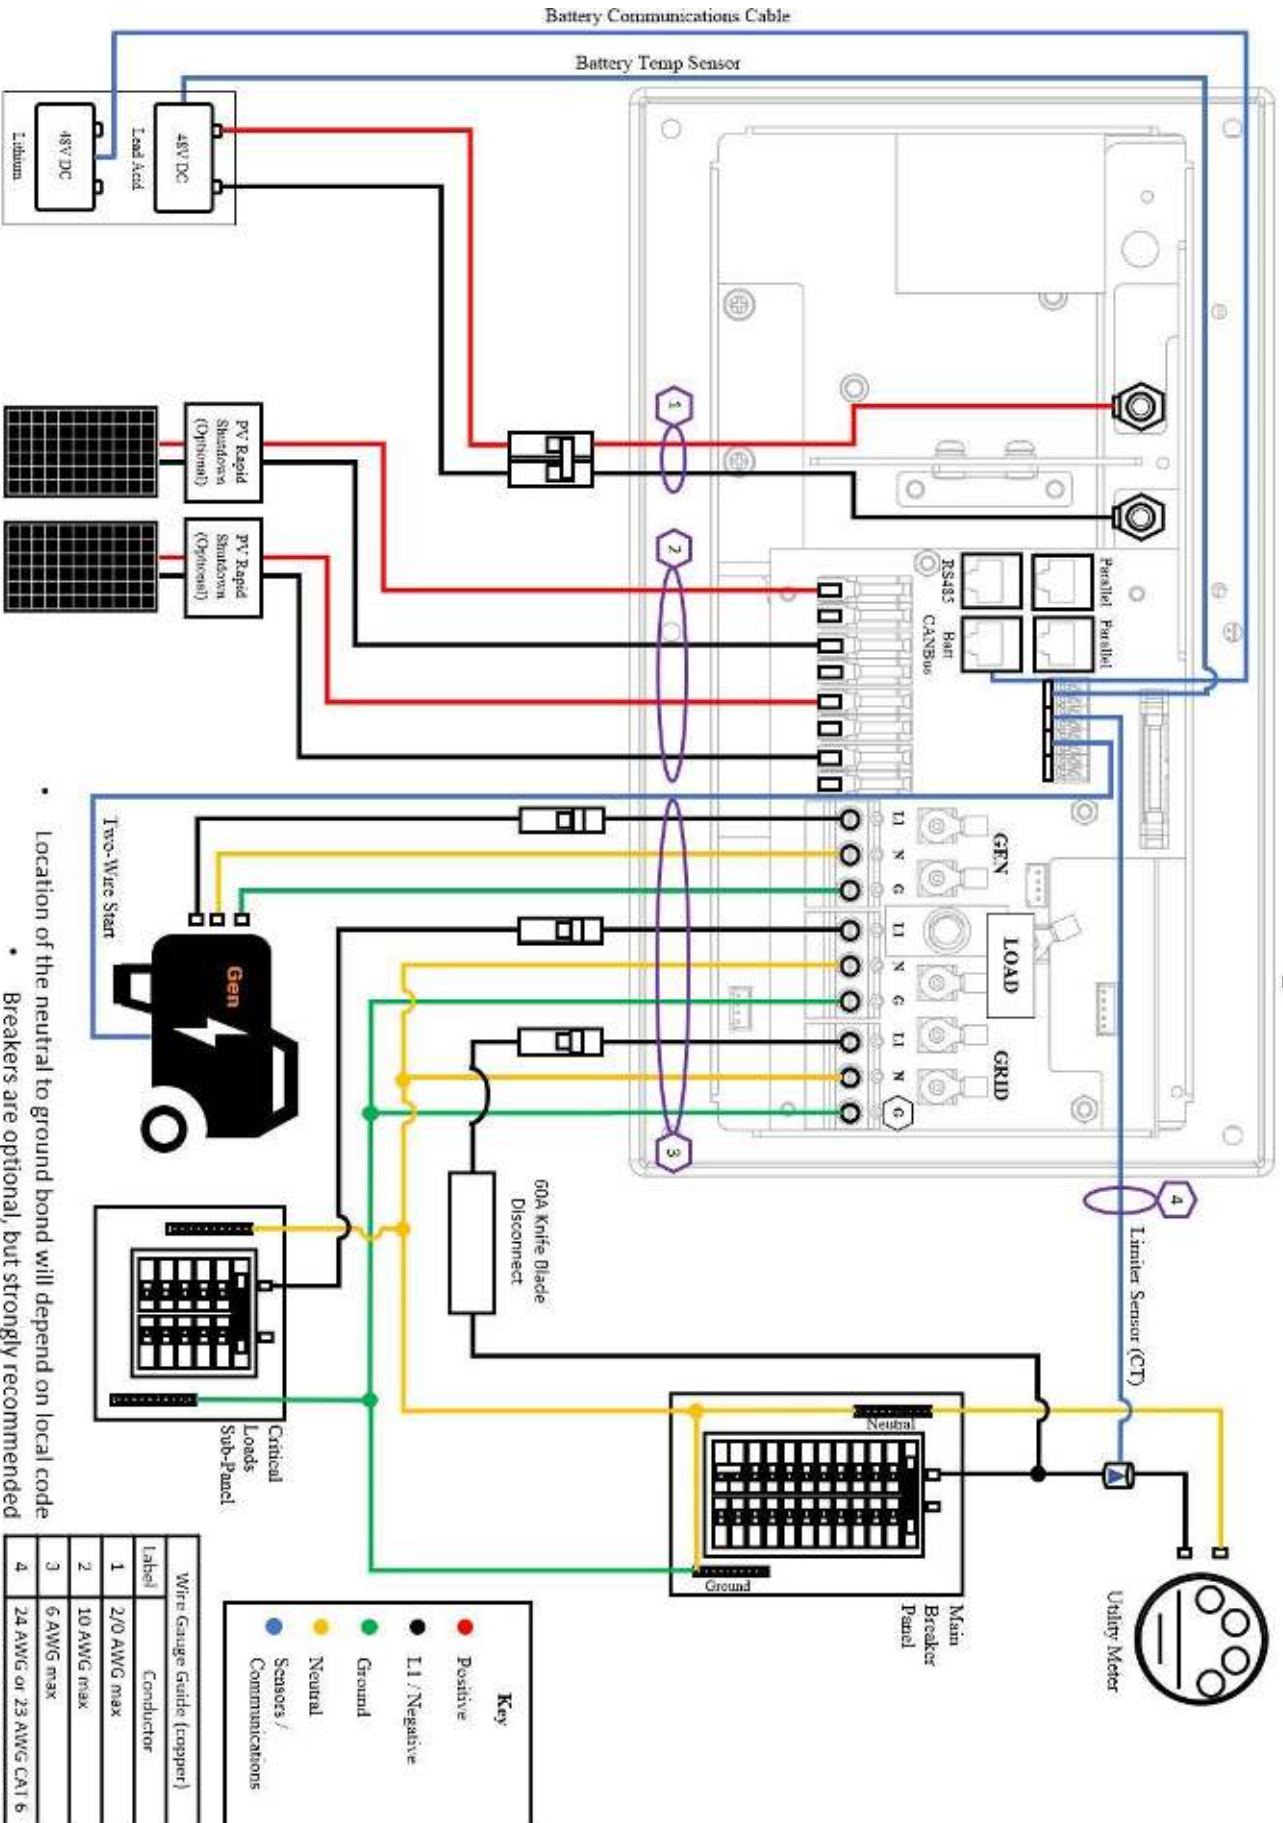 Battery Communications Cable
Battery Temp Sensor
48V DC
Lead Acid
48V DC
Lithium
PV Rapid
Shutdown
(Optional)
PV Rapid
Shutdown
(Optional)
1
2
3
4
Parallel
Parallel
RS485
Batt
CANBus
GEN
L1
N
G
LOAD
L1
N
G
GRID
L1
N
G
Two-Wire Start
Gen
60A Knife Blade
Disconnect
Limiter Sensor (CT)
Critical
Loads
Sub-Panel
Neutral
Ground
Main
Breaker
Panel
Utility Meter
• Location of the neutral to ground bond will depend on local code
• Breakers are optional, but strongly recommended
Key
Positive
L1 / Negative
Ground
Neutral
Sensors /
Communications
Wire Gauge Guide (copper)
Label Conductor
1 2/0 AWG max
2 10 AWG max
3 6 AWG max
4 24 AWG or 23 AWG CAT 6